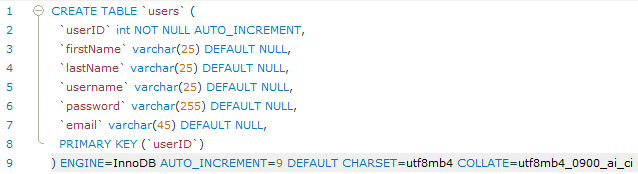 1 CREATE TABLE `users` (
2 `userID` int NOT NULL AUTO_INCREMENT,
3 `firstName` varchar(25) DEFAULT NULL,
4 `lastName` varchar(25) DEFAULT NULL,
5 `username` varchar(25) DEFAULT NULL,
6 `password` varchar(255) DEFAULT NULL,
7 `email` varchar(45) DEFAULT NULL,
8 PRIMARY KEY (`userID`)
9 ) ENGINE=InnoDB AUTO_INCREMENT=9 DEFAULT CHARSET=utf8mb4 COLLATE=utf8mb4_0900_ai_ci